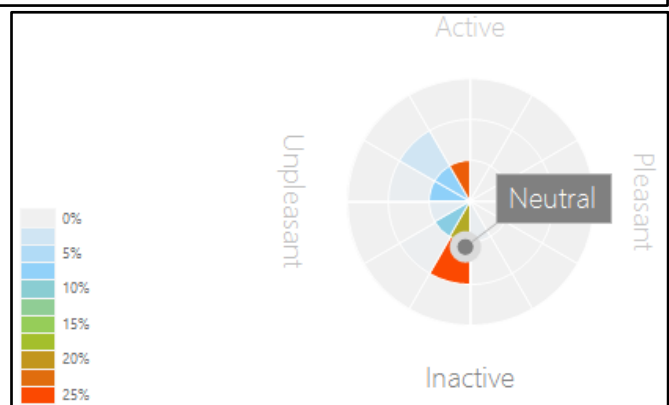 Active
Unpleasant
Pleasant
Neutral
0%
5%
10%
15%
20%
25%
Inactive